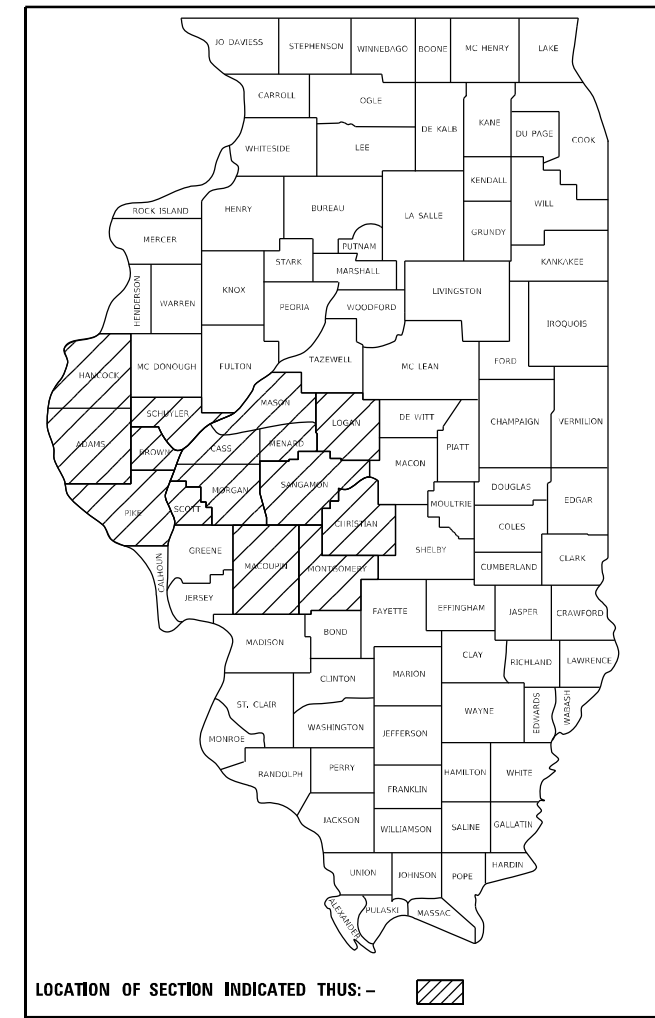 JO DAVIESS
STEPHENSON
WINNEBAGO
BOONE
MC HENRY
LAKE
CARROLL
OGLE
DE KALB
KANE
DU PAGE
COOK
WHITESIDE
LEE
KENDALL
WILL
ROCK ISLAND
HENRY
BUREAU
LA SALLE
GRUNDY
MERCER
PUTNAM
KANKAKEE
HENDERSON
WARREN
KNOX
STARK
MARSHALL
LIVINGSTON
PEORIA
WOODFORD
IROQUOIS
HANCOCK
MC DONOUGH
FULTON
TAZEWELL
MC LEAN
FORD
MASON
SCHUYLER
LOGAN
DE WITT
CHAMPAIGN
VERMILION
ADAMS
BROWN
CASS
MENARD
PIATT
MACON
PIKE
SCOTT
MORGAN
SANGAMON
MOULTRIE
DOUGLAS
EDGAR
CHRISTIAN
COLES
CALHOUN
GREENE
MACOUPIN
MONTGOMERY
SHELBY
CUMBERLAND
CLARK
JERSEY
FAYETTE
EFFINGHAM
JASPER
CRAWFORD
MADISON
BOND
CLAY
RICHLAND
LAWRENCE
CLINTON
MARION
ST. CLAIR
WAYNE
EDWARDS
WABASH
MONROE
WASHINGTON
JEFFERSON
RANDOLPH
PERRY
HAMILTON
WHITE
FRANKLIN
JACKSON
WILLIAMSON
SALINE
GALLATIN
UNION
JOHNSON
POPE
HARDIN
ALEXANDER
PULASKI
MASSAC
LOCATION OF SECTION INDICATED THUS: –